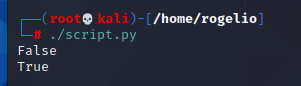 ┌──(root💀kali)-[/home/rogelio]
└─# ./script.py
False
True